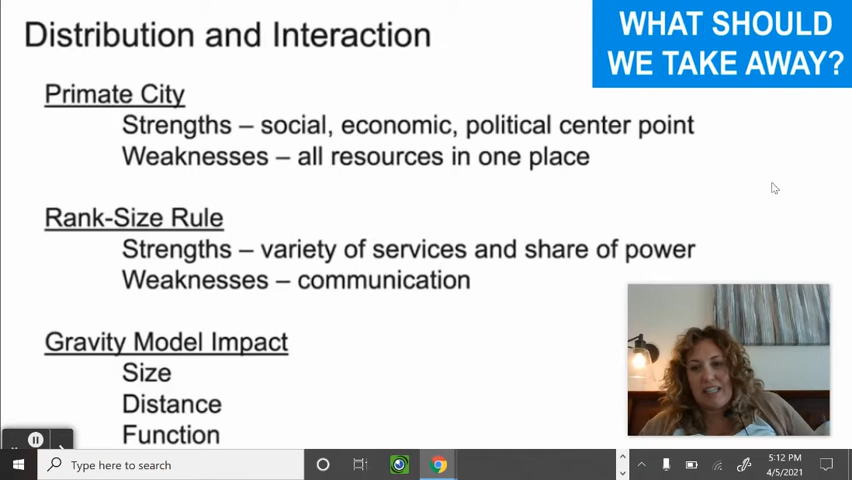 Distribution and Interaction
WHAT SHOULD
WE TAKE AWAY?
Primate City
Strengths – social, economic, political center point
Weaknesses – all resources in one place
Rank-Size Rule
Strengths – variety of services and share of power
Weaknesses – communication
Gravity Model Impact
Size
Distance
Function
Type here to search
5:12 PM
4/5/2021